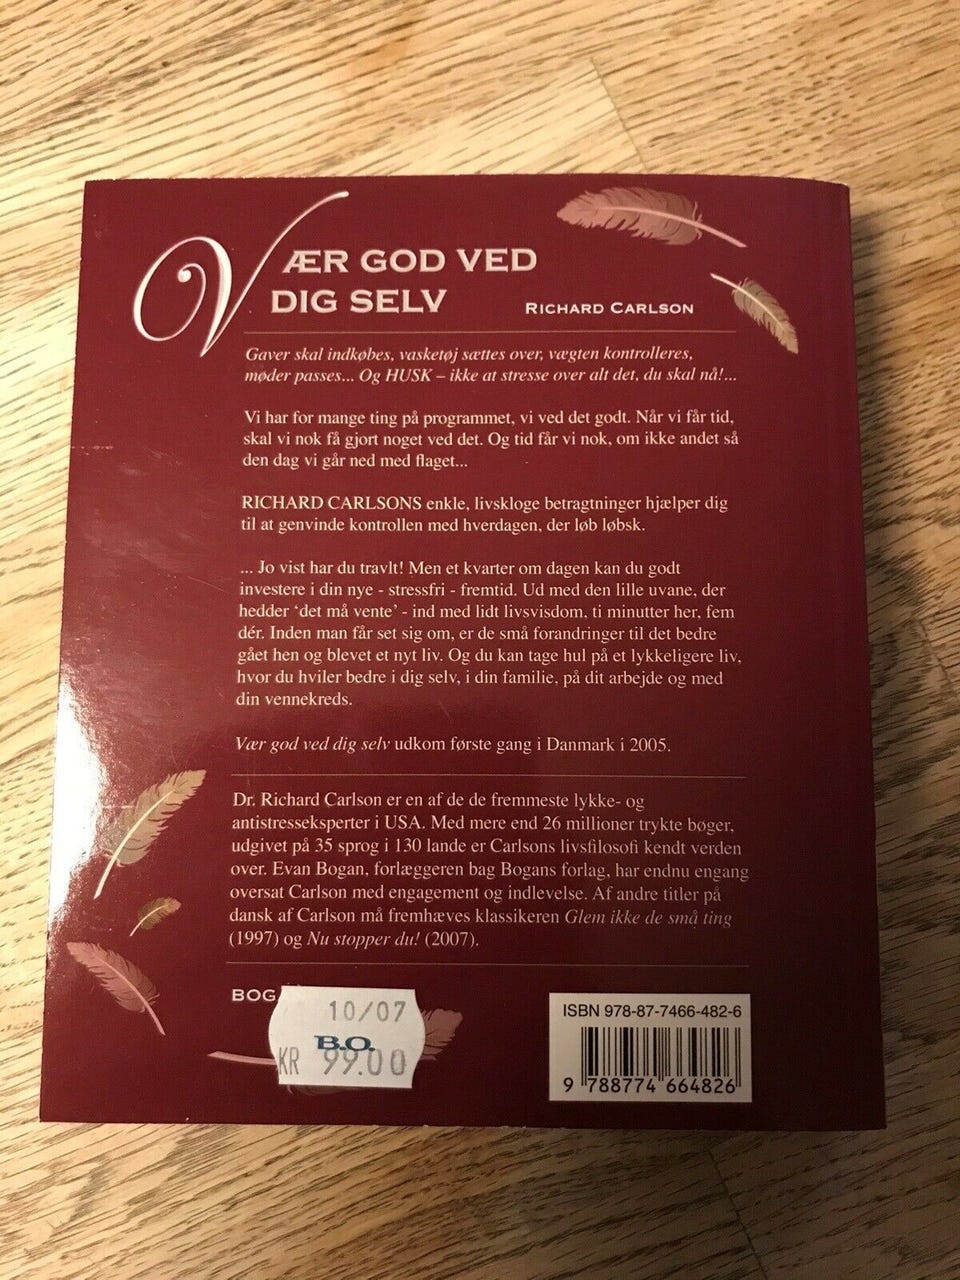 VÆR GOD VED
DIG SELV
RICHARD CARLSON
Gaver skal indkøbes, vasketøj sættes over, vægten kontrolleres,
møder passes... Og HUSK – ikke at stresse over alt det, du skal nå!...
Vi har for mange ting på programmet, vi ved det godt. Når vi får tid,
skal vi nok få gjort noget ved det. Og tid får vi nok, om ikke andet så
den dag vi går ned med flaget...
RICHARD CARLSONS enkle, livskloge betragtninger hjælper dig
til at genvinde kontrollen med hverdagen, der løb løbsk.
... Jo vist har du travlt! Men et kvarter om dagen kan du godt
investere i din nye - stressfri - fremtid. Ud med den lille uvane, der
hedder ‘det må vente’ - ind med lidt livsvisdom, ti minutter her, fem
dér. Inden man får set sig om, er de små forandringer til det bedre
gået hen og blevet et nyt liv. Og du kan tage hul på et lykkeligere liv,
hvor du hviler bedre i dig selv, i din familie, på dit arbejde og med
din vennekreds.
Vær god ved dig selv udkom første gang i Danmark i 2005.
Dr. Richard Carlson er en af de de fremmeste lykke- og
antistresseksperter i USA. Med mere end 26 millioner trykte bøger,
udgivet på 35 sprog i 130 lande er Carlsons livsfilosofi kendt verden
over. Evan Bogan, forlæggeren bag Bogans forlag, har endnu engang
oversat Carlson med engagement og indlevelse. Af andre titler på
dansk af Carlson må fremhæves klassikeren Glem ikke de små ting
(1997) og Nu stopper du! (2007).
BOG
10/07
B.O.
KR 99.00
ISBN 978-87-7466-482-6
9 788774 664826